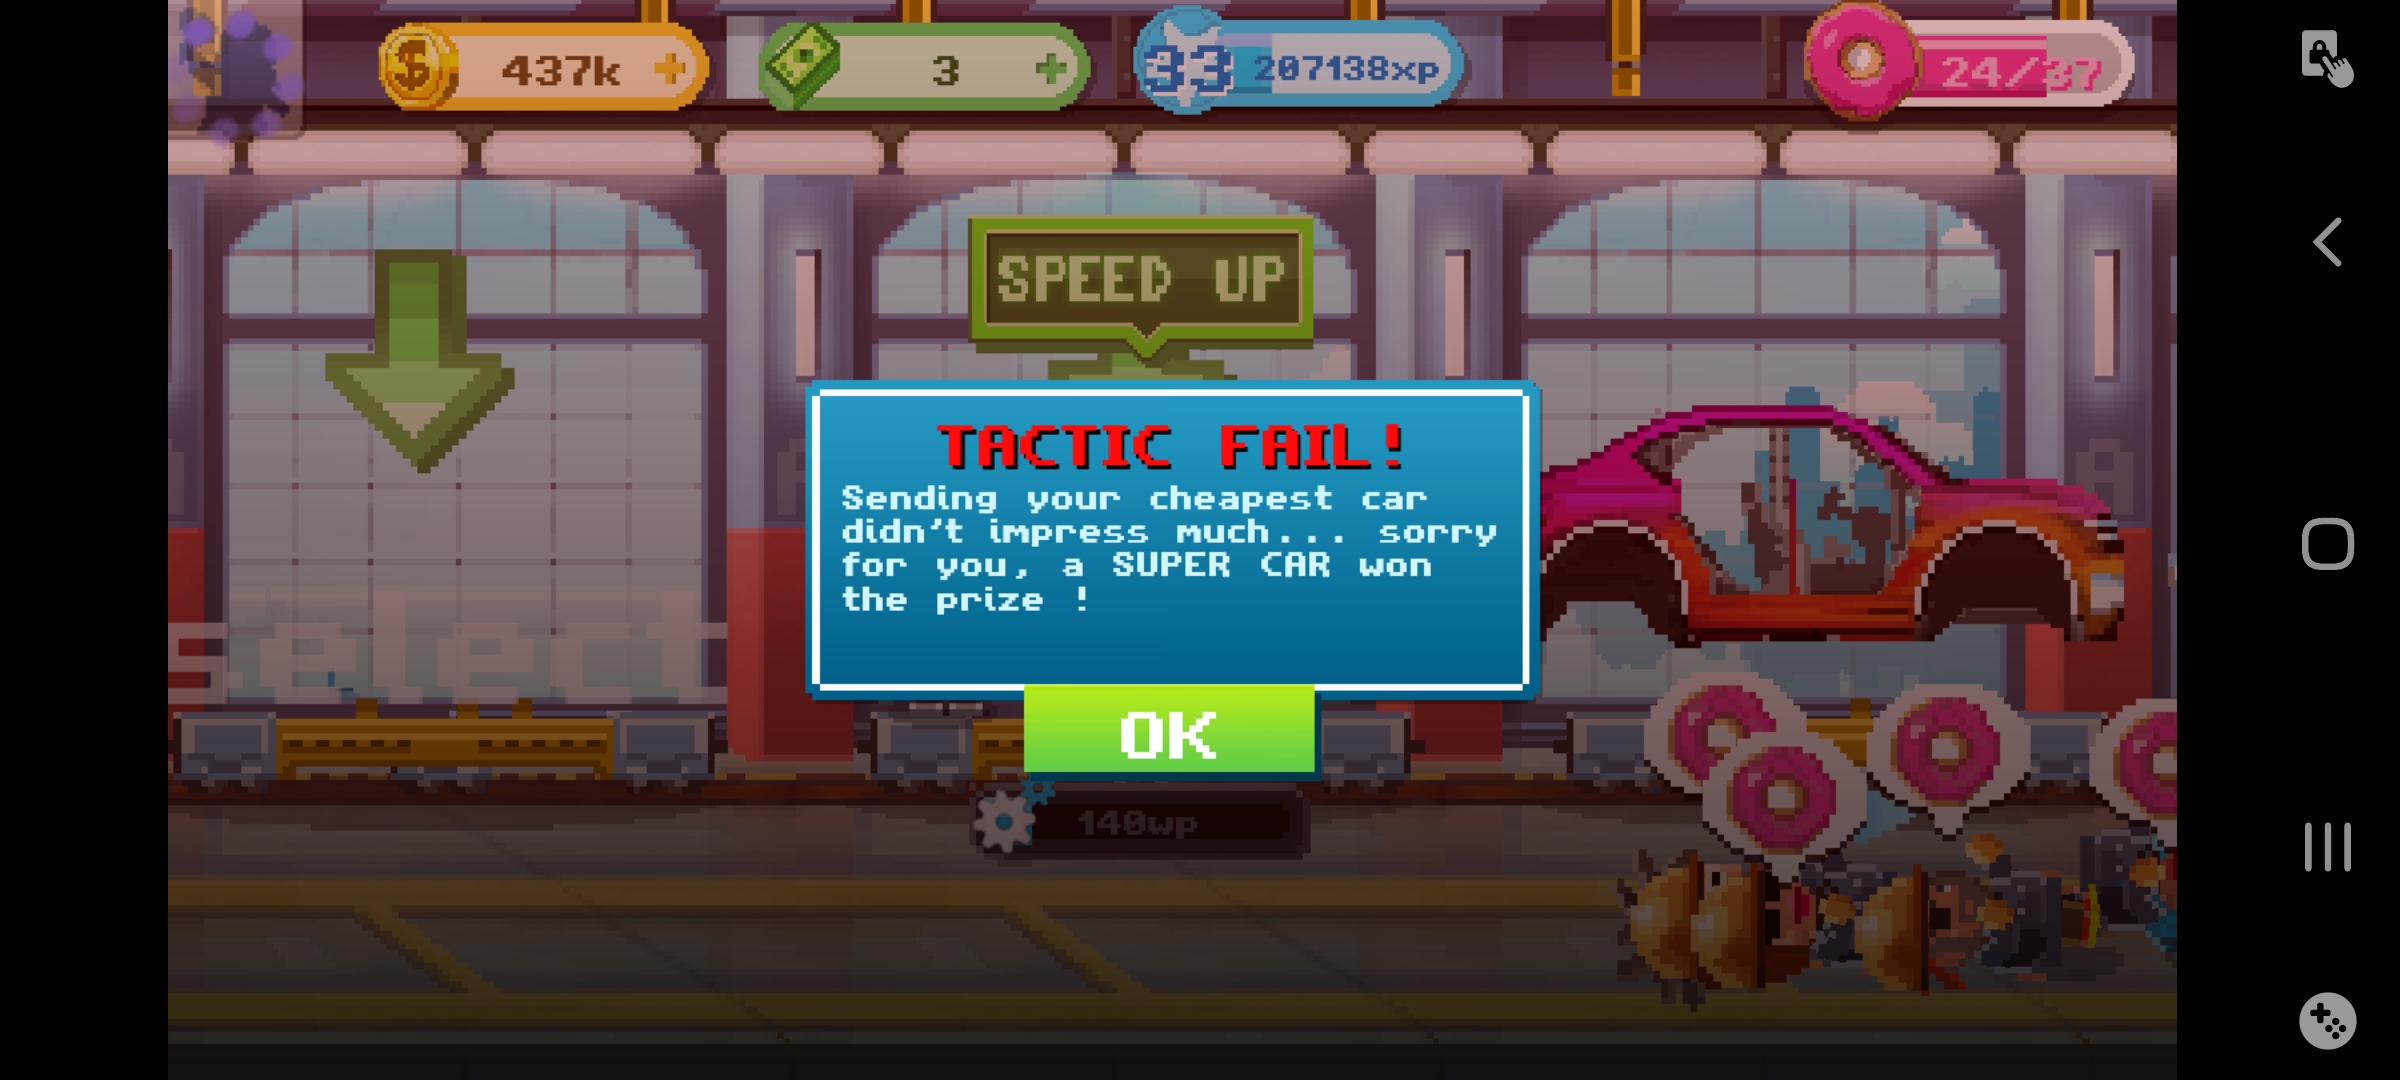 437k
3
33
207138xp
24/37
SPEED UP
TACTIC FAIL!
Sending your cheapest car
didn't impress much... sorry
for you, a SUPER CAR won
the prize !
select
OK
140wp